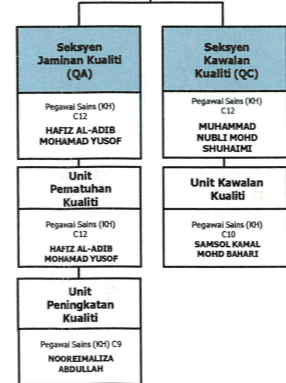 Seksyen
Jaminan Kualiti
(QA)
Pegawai Sains (KH)
C12
HAFIZ AL-ADIB
MOHAMAD YUSOF
Unit
Pematuhan
Kualiti
Pegawai Sains (KH)
C12
HAFIZ AL-ADIB
MOHAMAD YUSOF
Unit
Peningkatan
Kualiti
Pegawai Sains (KH) C9
NOOREIMALIZA
ABDULLAH
Seksyen
Kawalan
Kualiti (QC)
Pegawai Sains (KH)
C12
MUHAMMAD
NUBLI MOHD
SHUHAIMI
Unit Kawalan
Kualiti
Pegawai Sains (KH)
C10
SAMSOL KAMAL
MOHD BAHARI